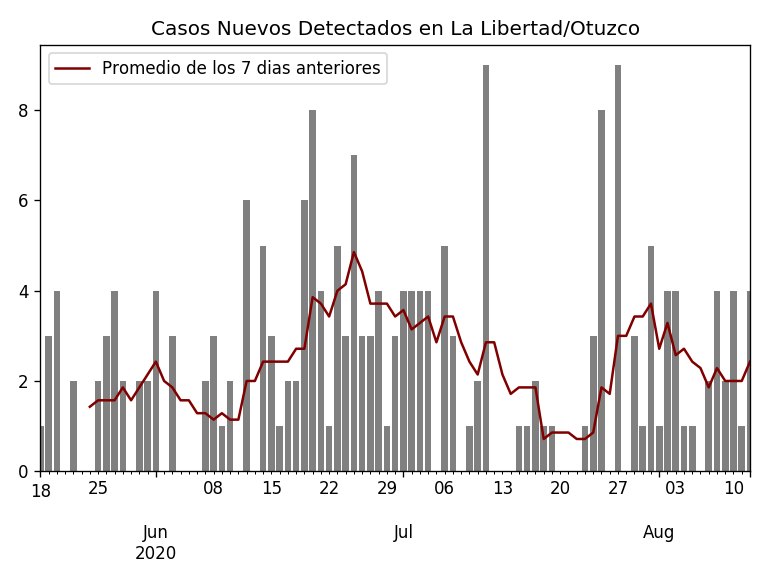 Casos Nuevos Detectados en La Libertad/Otuzco
Promedio de los 7 dias anteriores
8
6
4
2
0
18 25 08 15 22 29 06 13 20 27 03 10
Jun Jul Aug
2020